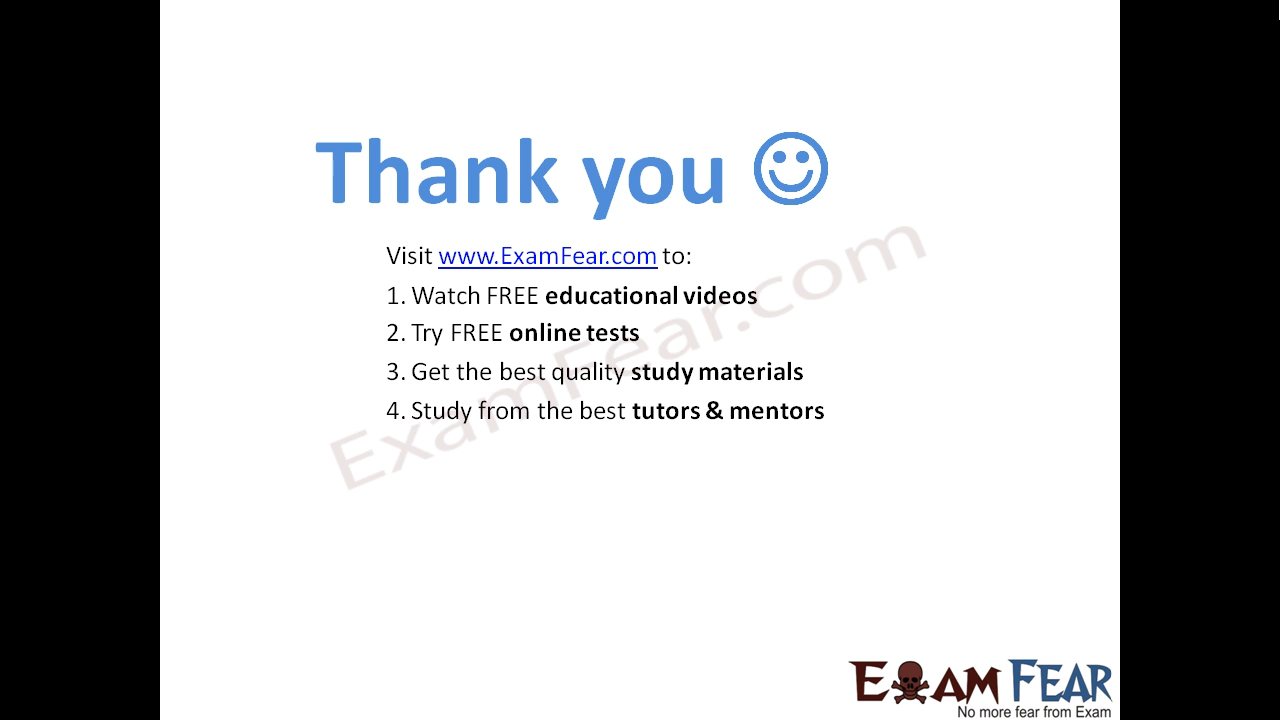 Thank you ☺
Visit www.ExamFear.com to:
1. Watch FREE educational videos
2. Try FREE online tests
3. Get the best quality study materials
4. Study from the best tutors & mentors
ExamFear.com
EXAM FEAR
No more fear from Exam